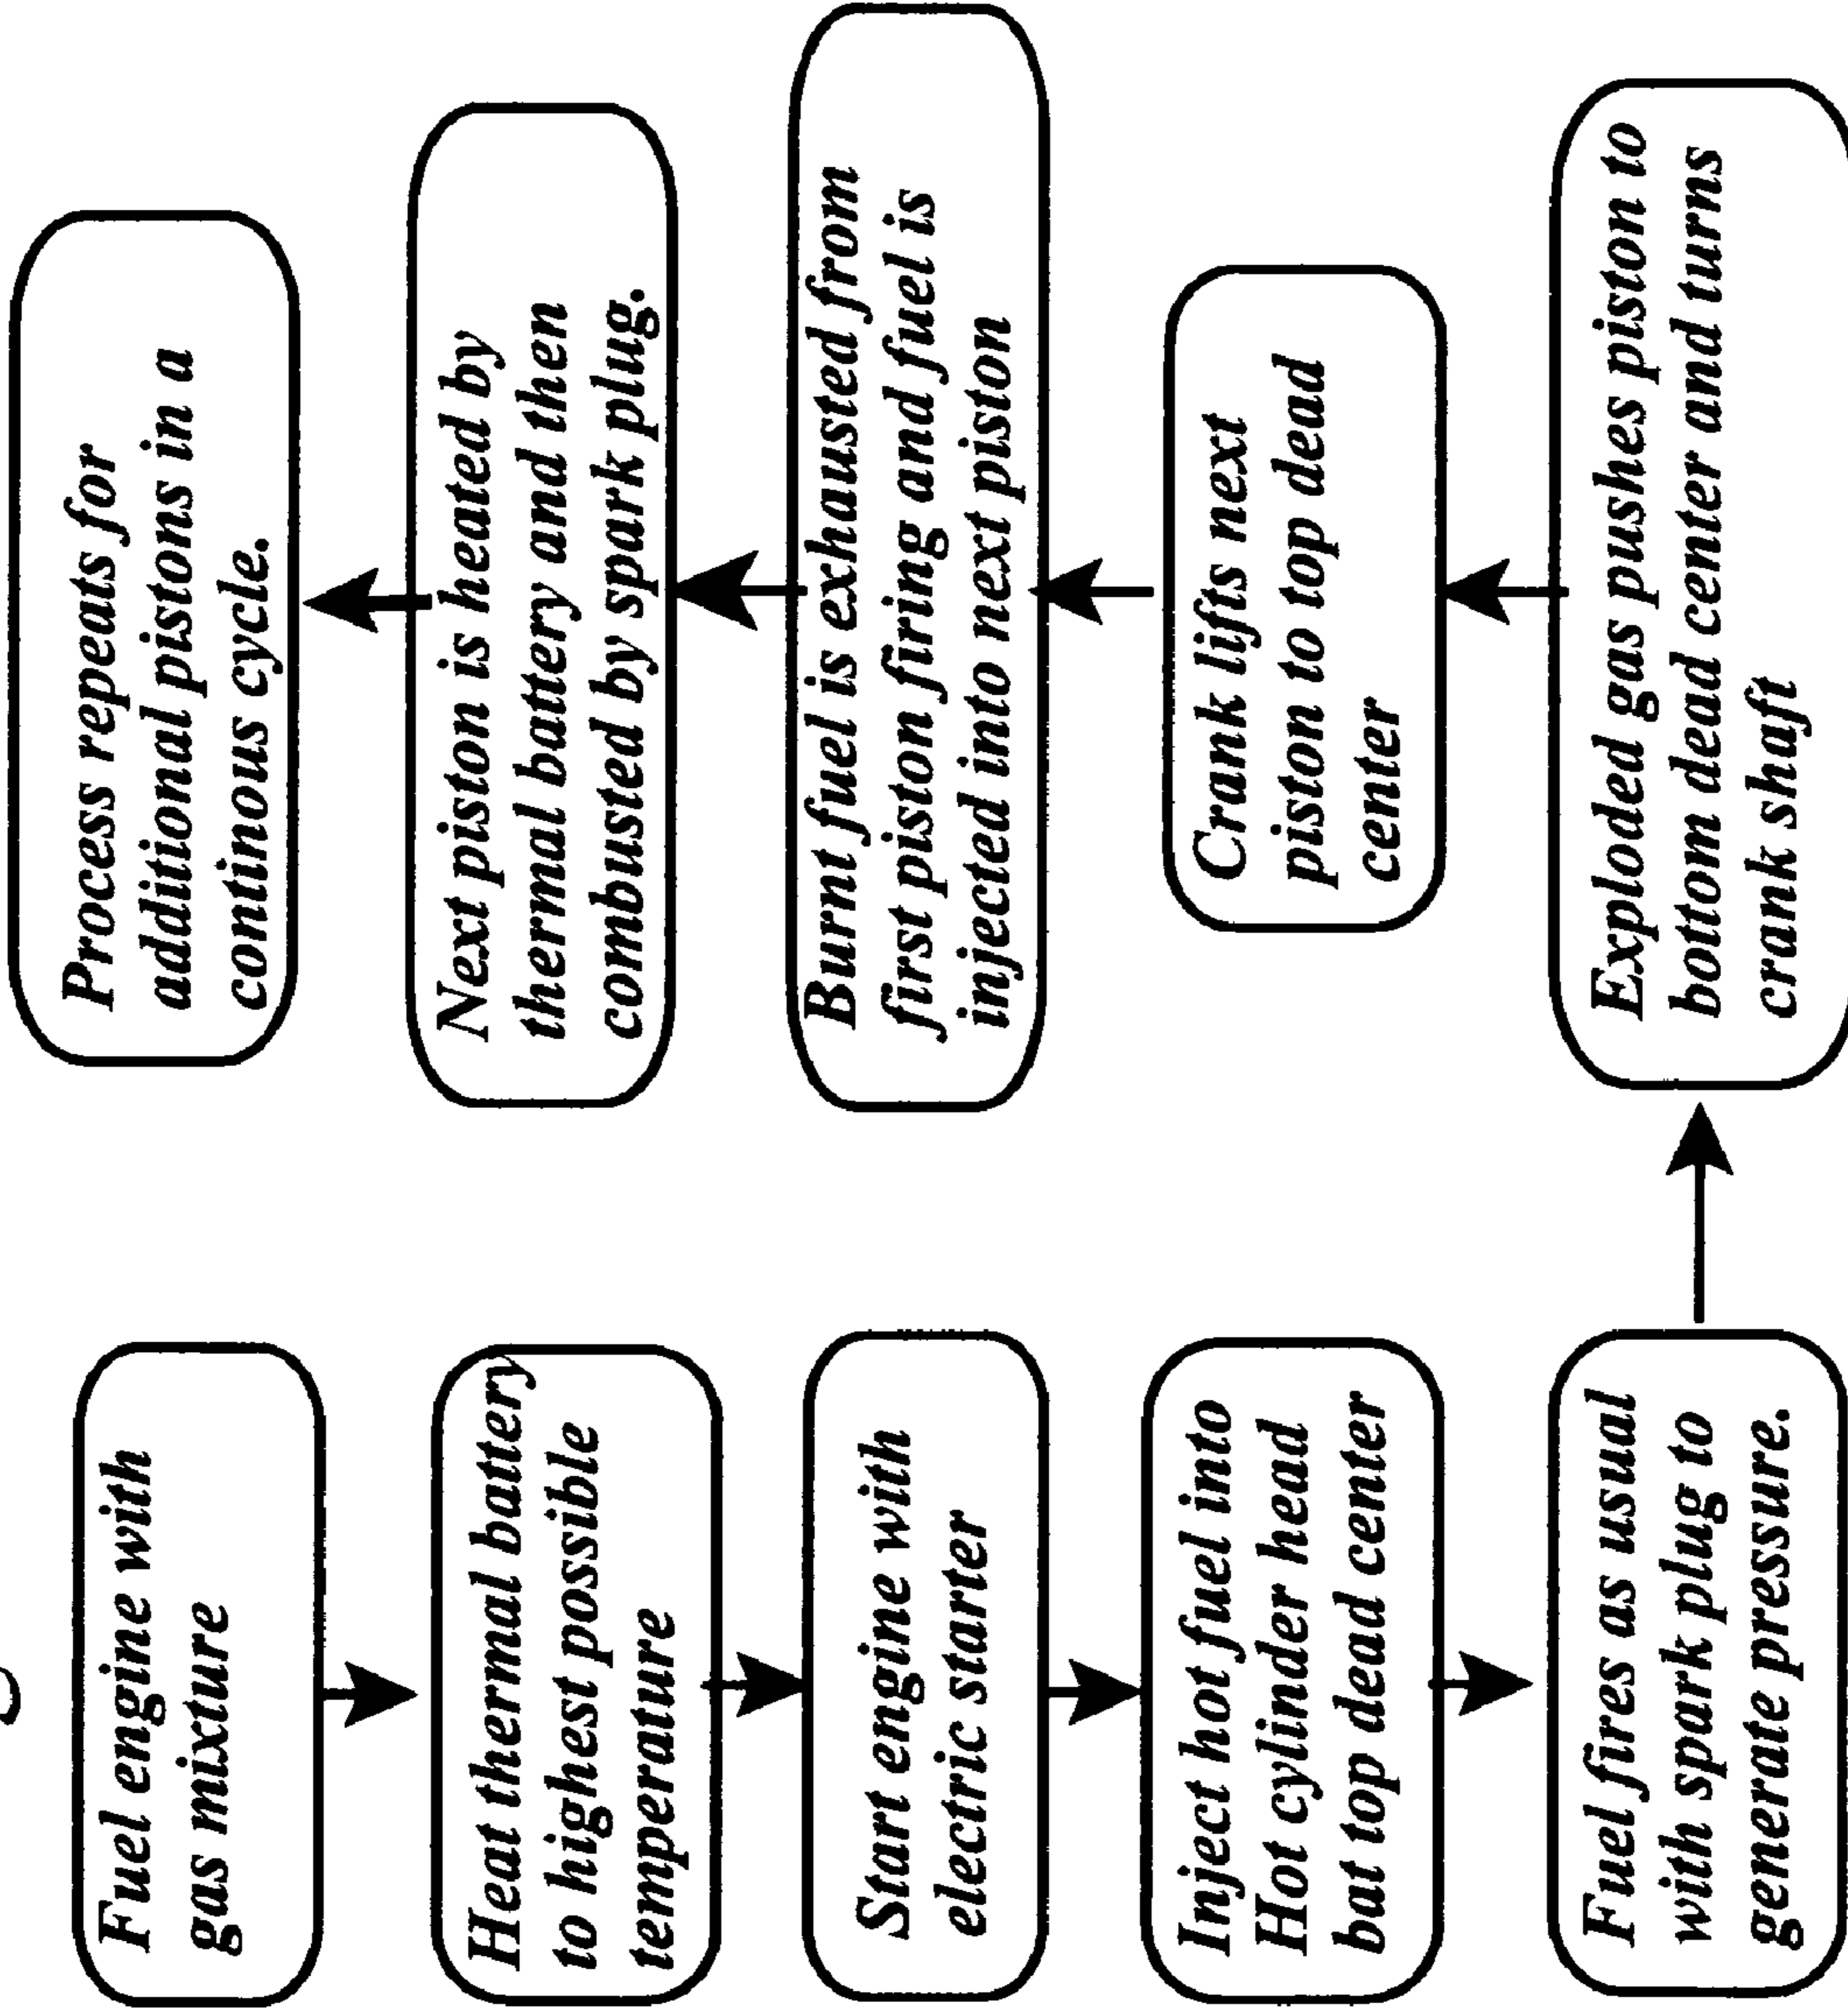 Fuel engine with
gas mixture
Heat thermal battery
to highest possible
temperature
Start engine with
electric starter
Inject hot fuel into
Hot cylinder head
bat top dead center
Fuel fires as usual
with spark plug to
generate pressure.
Exploded gas pushes piston to
bottom dead center and turns
crank shaft
Crank lifts next
piston to top dead
center
Burnt fuel is exhausted from
first piston firing and fuel is
injected into next piston
Next piston is heated by
thermal battery and then
combusted by spark plug.
Process repeats for
additional pistons in a
continous cycle.